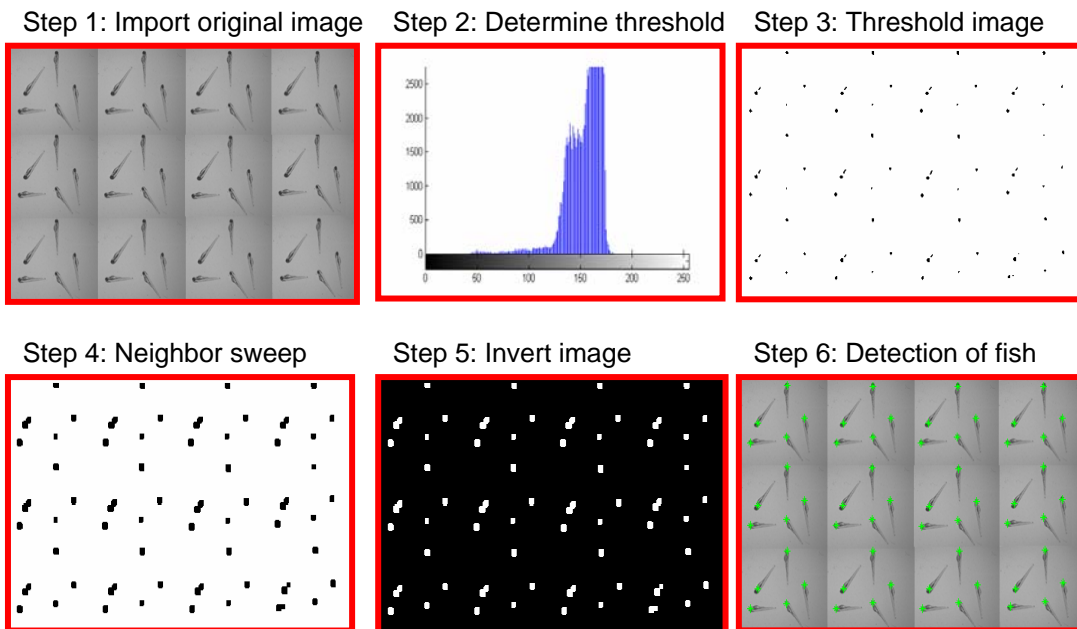 Step 1: Import original image
Step 2: Determine threshold
Step 3: Threshold image
2500
2000
1500
1000
500
0
0 50 100 150 200 250
Step 4: Neighbor sweep
Step 5: Invert image
Step 6: Detection of fish